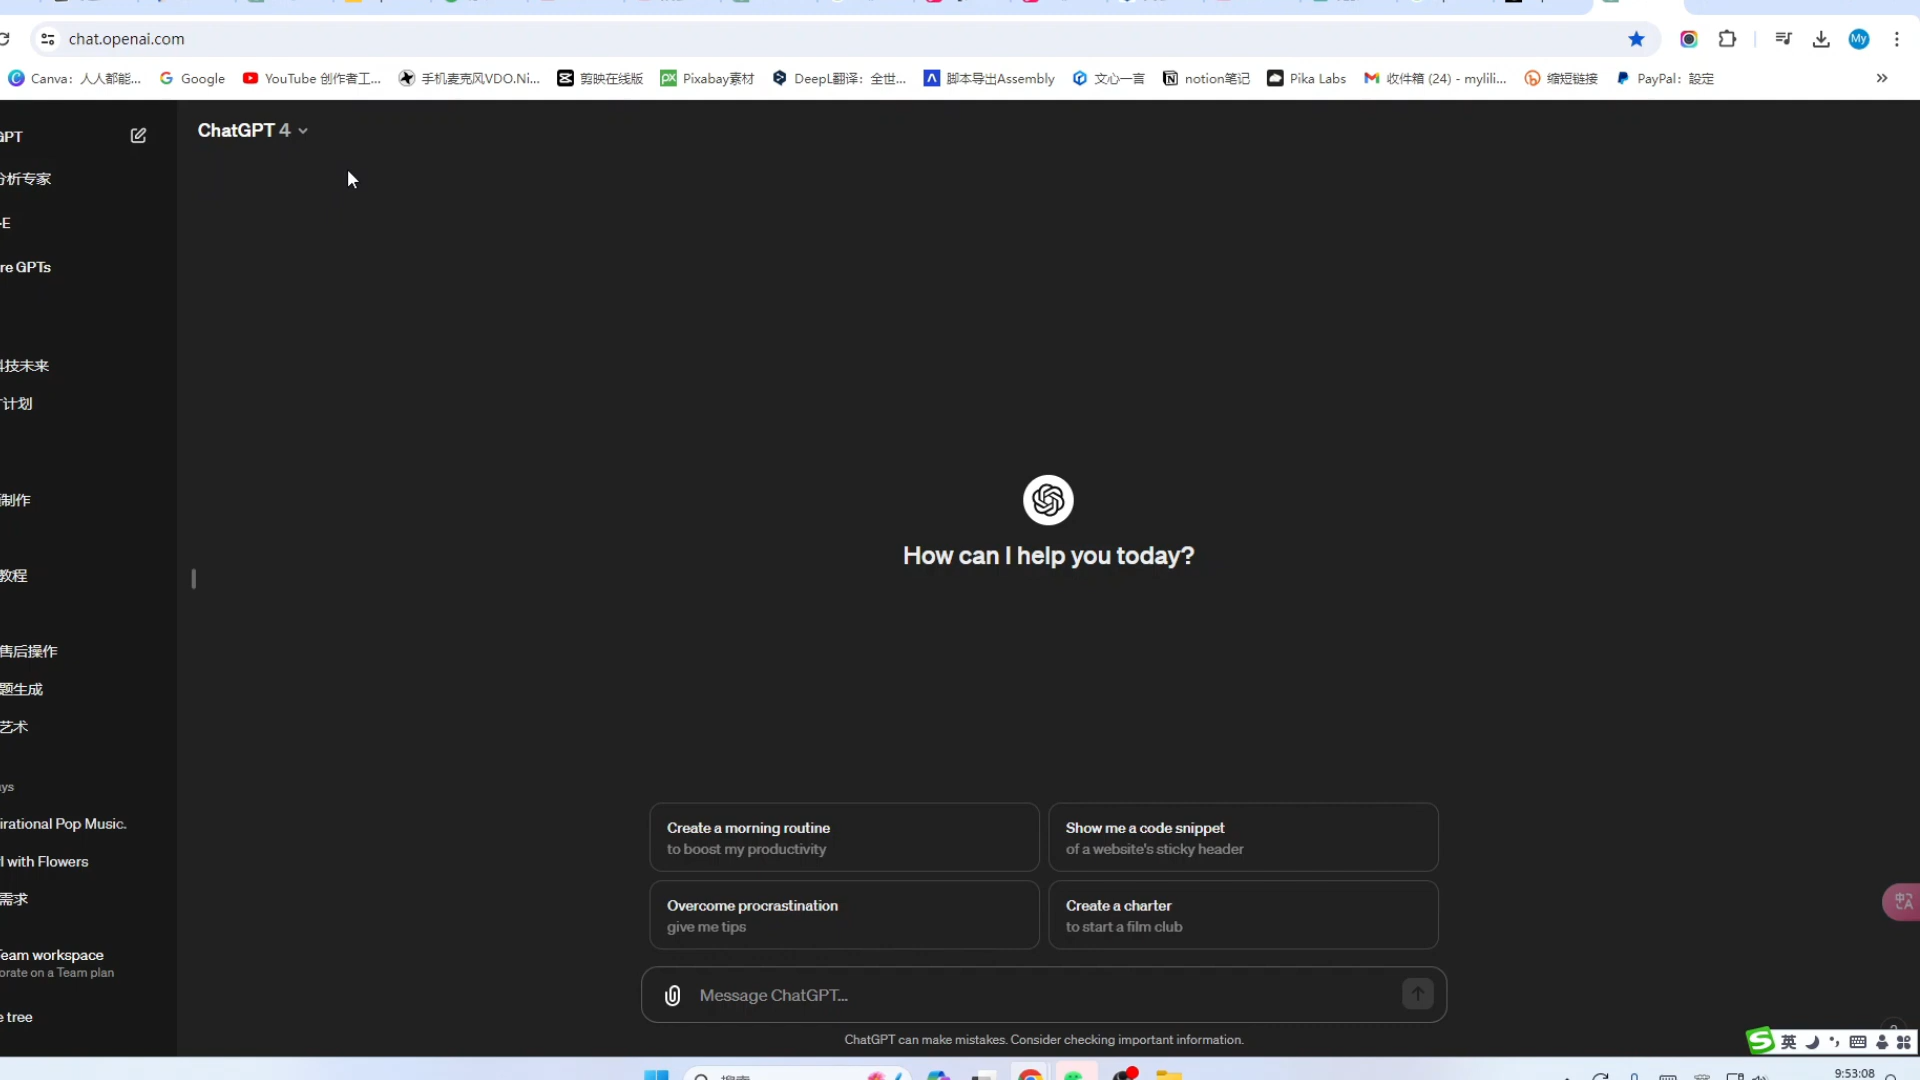 chat.openai.com
My
Canva：人人都能... Google YouTube 创作者工... 手机麦克风VDO.Ni... 剪映在线版 Pixabay素材 DeepL翻译：全世... 脚本导出Assembly 文心一言 notion笔记 Pika Labs 收件箱 (24) - mylili... 缩短链接 PayPal：設定
GPT
ChatGPT 4
分析专家
-E
re GPTs
科技未来
计划
制作
教程
售后操作
题生成
艺术
ays
irational Pop Music.
l with Flowers
需求
Team workspace
orate on a Team plan
e tree
How can I help you today?
Create a morning routine
to boost my productivity
Show me a code snippet
of a website's sticky header
Overcome procrastination
give me tips
Create a charter
to start a film club
Message ChatGPT...
ChatGPT can make mistakes. Consider checking important information.
英
搜索
9:53:08